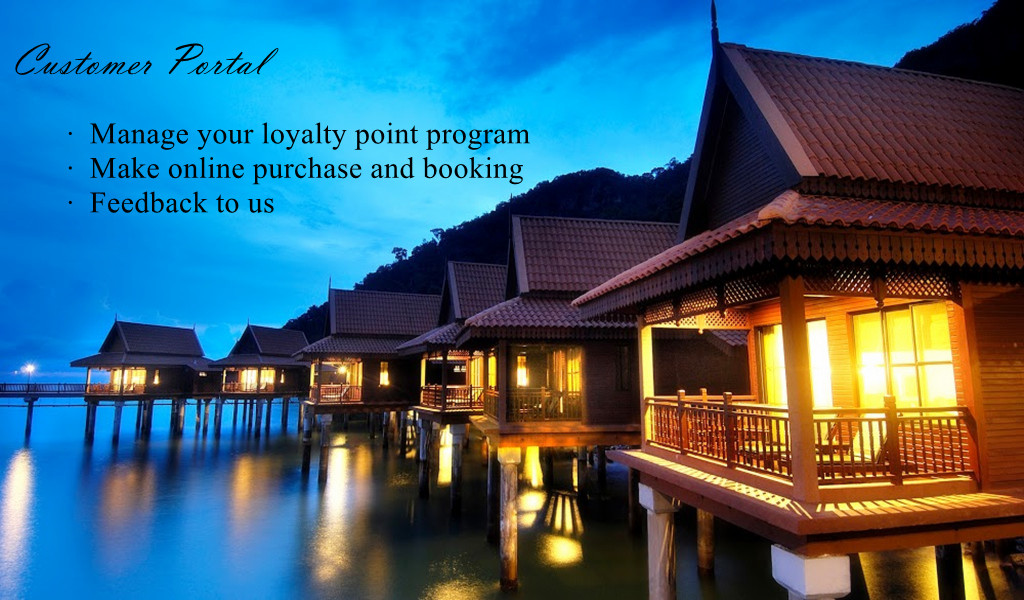 Customer Portal
· Manage your loyalty point program
· Make online purchase and booking
· Feedback to us